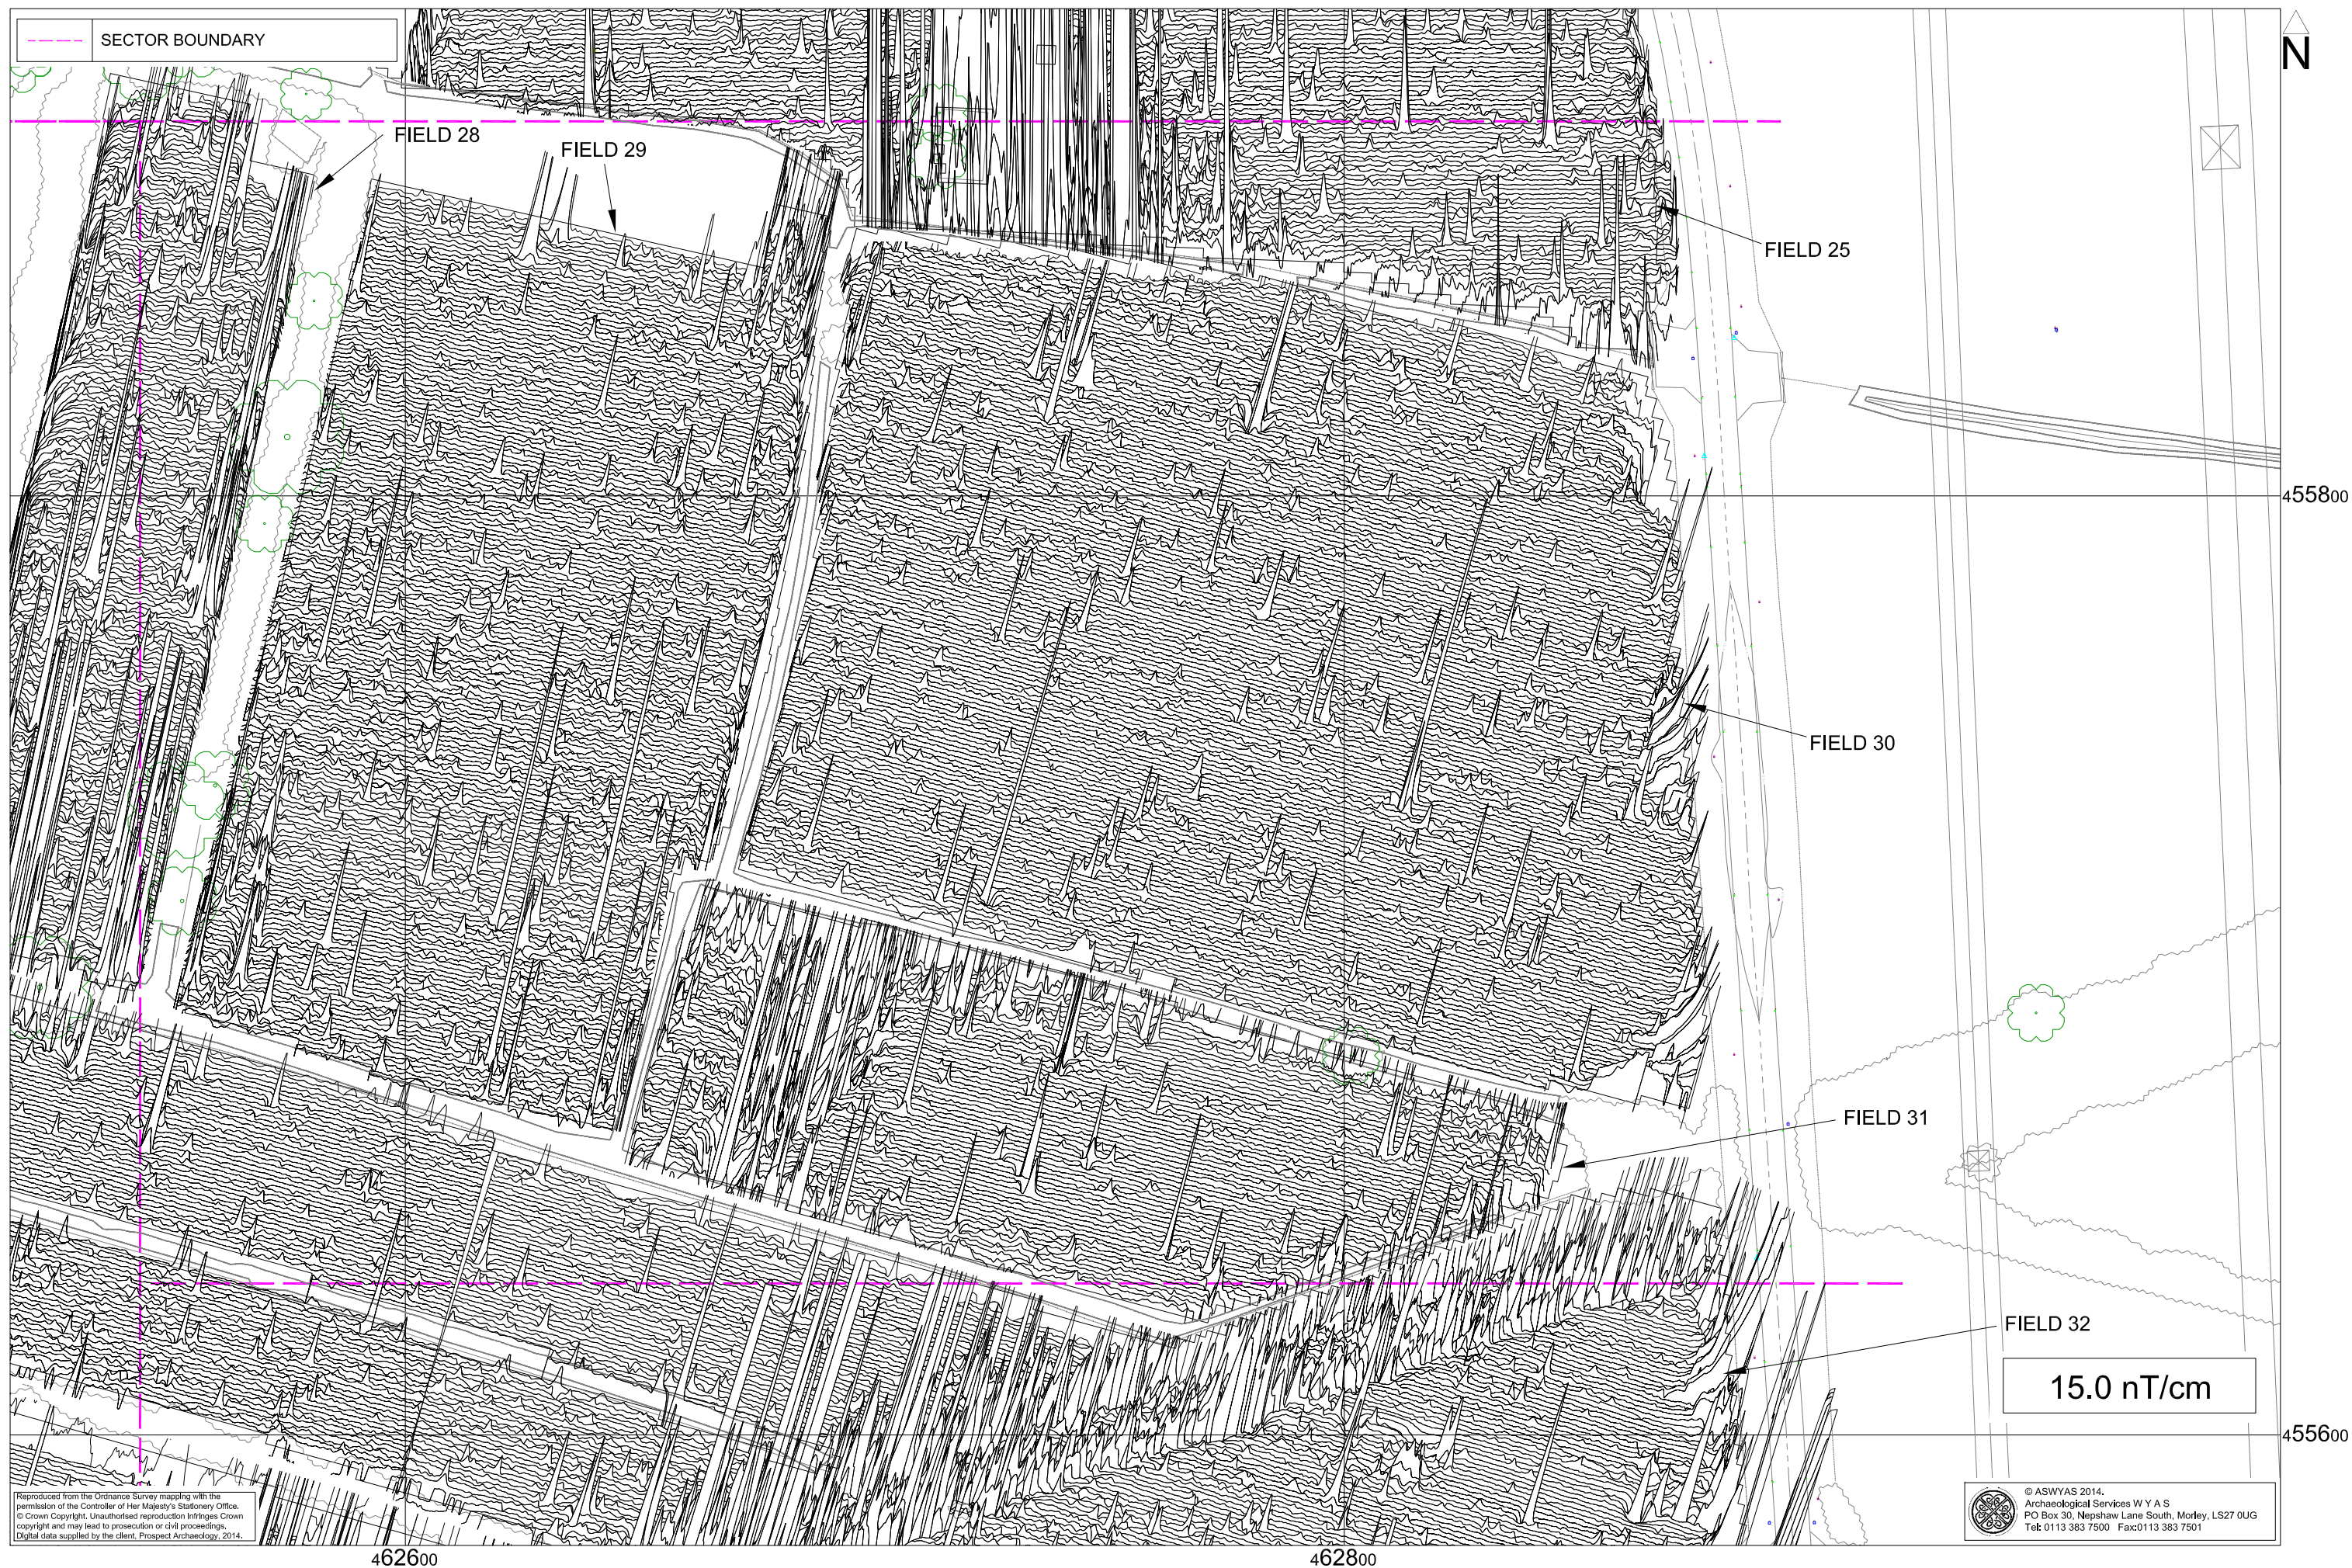 SECTOR BOUNDARY
N
FIELD 28
FIELD 29
FIELD 25
455800
FIELD 30
FIELD 31
FIELD 32
15.0 nT/cm
455600
Reproduced from the Ordnance Survey mapping with the
permission of the Controller of Her Majesty's Stationery Office.
© Crown Copyright. Unauthorised reproduction infringes Crown
copyright and may lead to prosecution or civil proceedings.
Digital data supplied by the client, Prospect Archaeology, 2014.
© ASWYAS 2014.
Archaeological Services W Y A S
PO Box 30, Nepshaw Lane South, Morley, LS27 0UG
Tel: 0113 383 7500 Fax:0113 383 7501
462600
462800